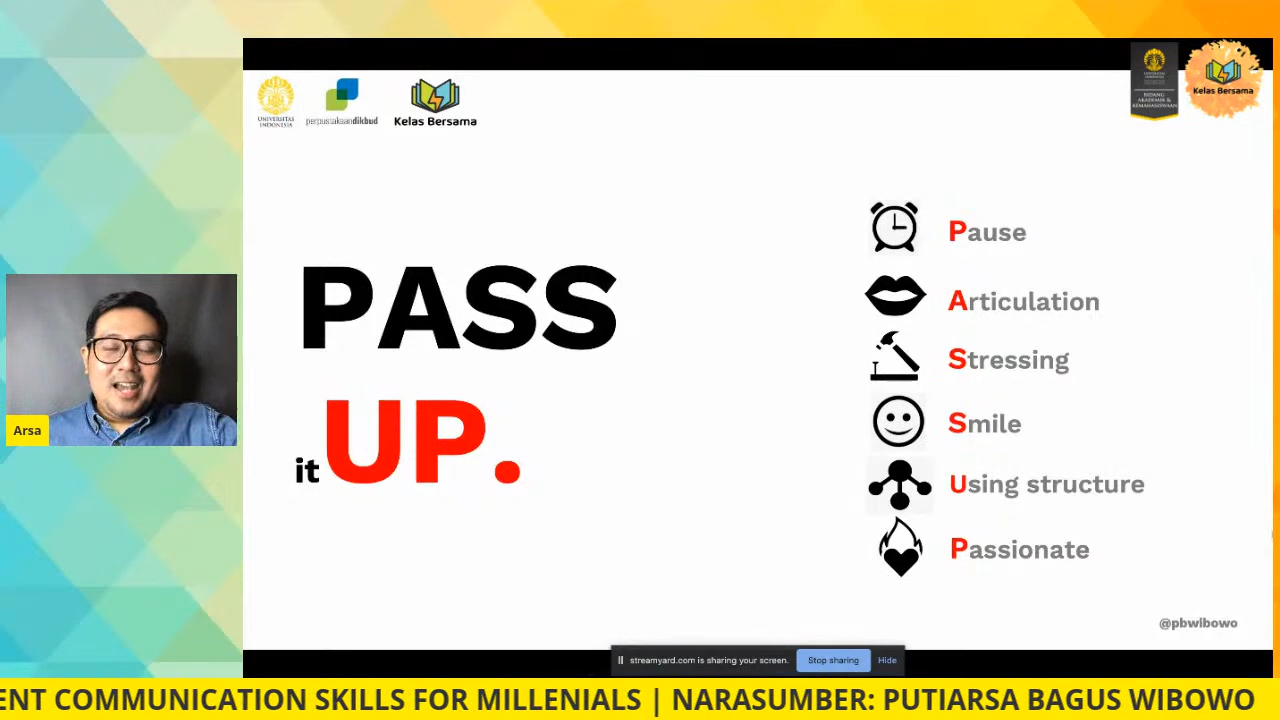 UNIVERSITAS
INDONESIA
perpustakaandikbud
Kelas Bersama
BIDANG
AKADEMIK &
KEMAHASISWAAN
Kelas Bersama
PASS
it UP.
Pause
Articulation
Stressing
Smile
Using structure
Passionate
Arsa
@pbwibowo
streamyard.com is sharing your screen.
Stop sharing
Hide
ENT COMMUNICATION SKILLS FOR MILLENIALS | NARASUMBER: PUTIARSA BAGUS WIBOWO